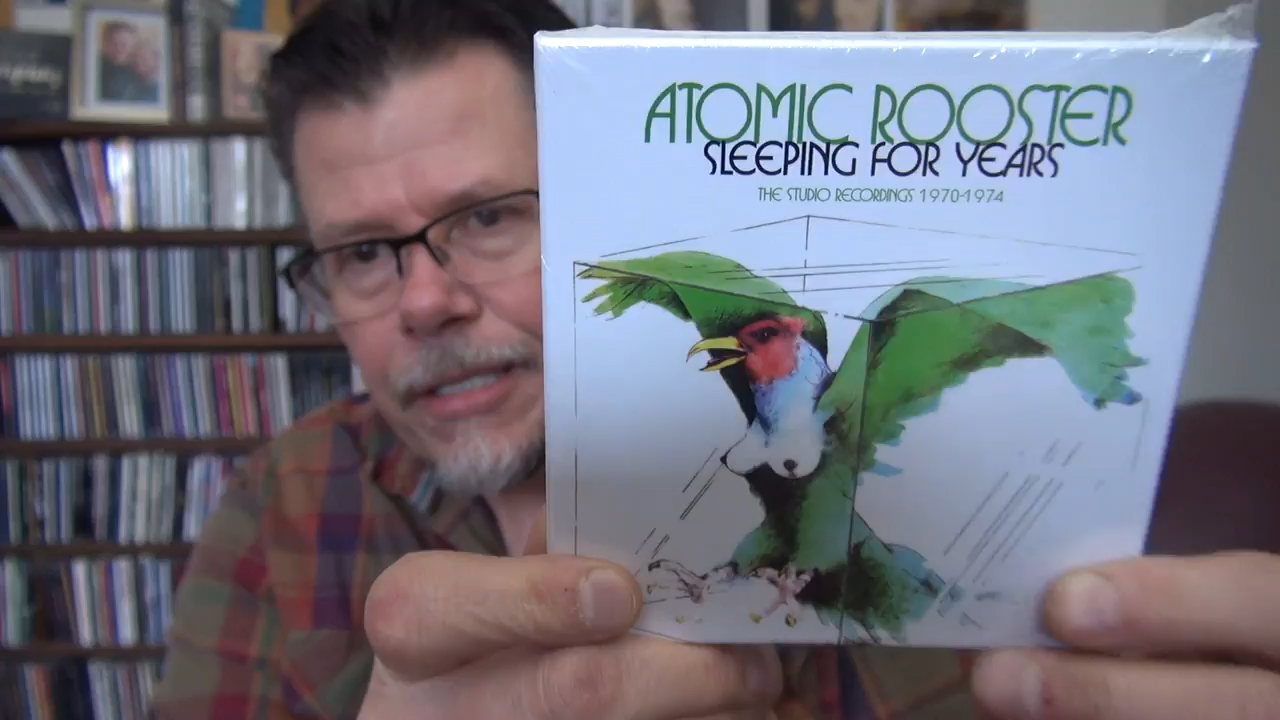 ATOMIC ROOSTER
SLEEPING FOR YEARS
THE STUDIO RECORDINGS 1970-1974